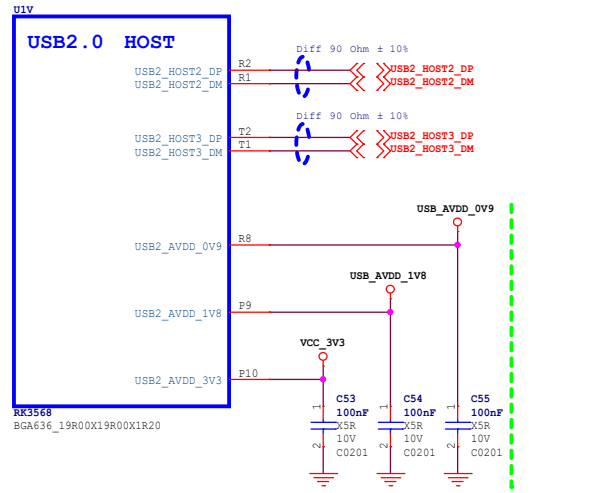 U1V
USB2.0 HOST
Diff 90 Ohm ± 10%
USB2_HOST2_DP R2 USB2_HOST2_DP
USB2_HOST2_DM R1 USB2_HOST2_DM
Diff 90 Ohm ± 10%
USB2_HOST3_DP T2 USB2_HOST3_DP
USB2_HOST3_DM T1 USB2_HOST3_DM
USB_AVDD_0V9
USB2_AVDD_0V9 R8
USB_AVDD_1V8
USB2_AVDD_1V8 P9
VCC_3V3
USB2_AVDD_3V3 P10
RK3568
BGA636_19R00X19R00X1R20
1 C53
100nF
X5R
10V
2 C0201
1 C54
100nF
X5R
10V
2 C0201
1 C55
100nF
X5R
10V
2 C0201